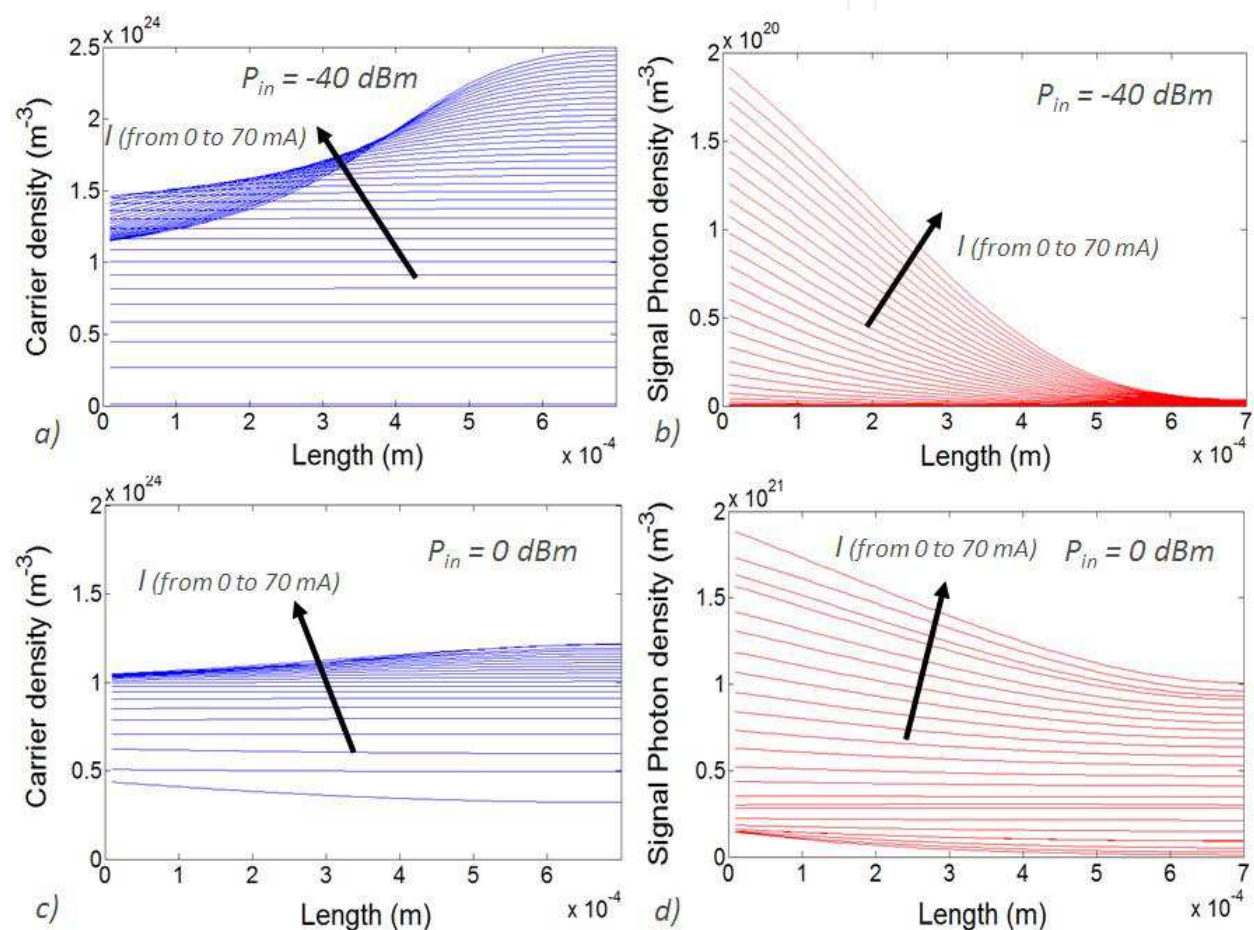 x 10^24
2.5
2
1.5
1
0.5
0
P_in = -40 dBm
I (from 0 to 70 mA)
Carrier density (m^-3)
0 1 2 3 4 5 6
Length (m)
x 10^-4
a)
x 10^20
2
1.5
1
0.5
0
P_in = -40 dBm
I (from 0 to 70 mA)
Signal Photon density (m^-3)
0 1 2 3 4 5 6 7
Length (m)
x 10^-4
b)
x 10^24
2
1.5
1
0.5
0
P_in = 0 dBm
I (from 0 to 70 mA)
Carrier density (m^-3)
0 1 2 3 4 5 6
Length (m)
x 10^-4
c)
x 10^21
2
1.5
1
0.5
0
I (from 0 to 70 mA)
P_in = 0 dBm
Signal Photon density (m^-3)
0 1 2 3 4 5 6 7
Length (m)
x 10^-4
d)